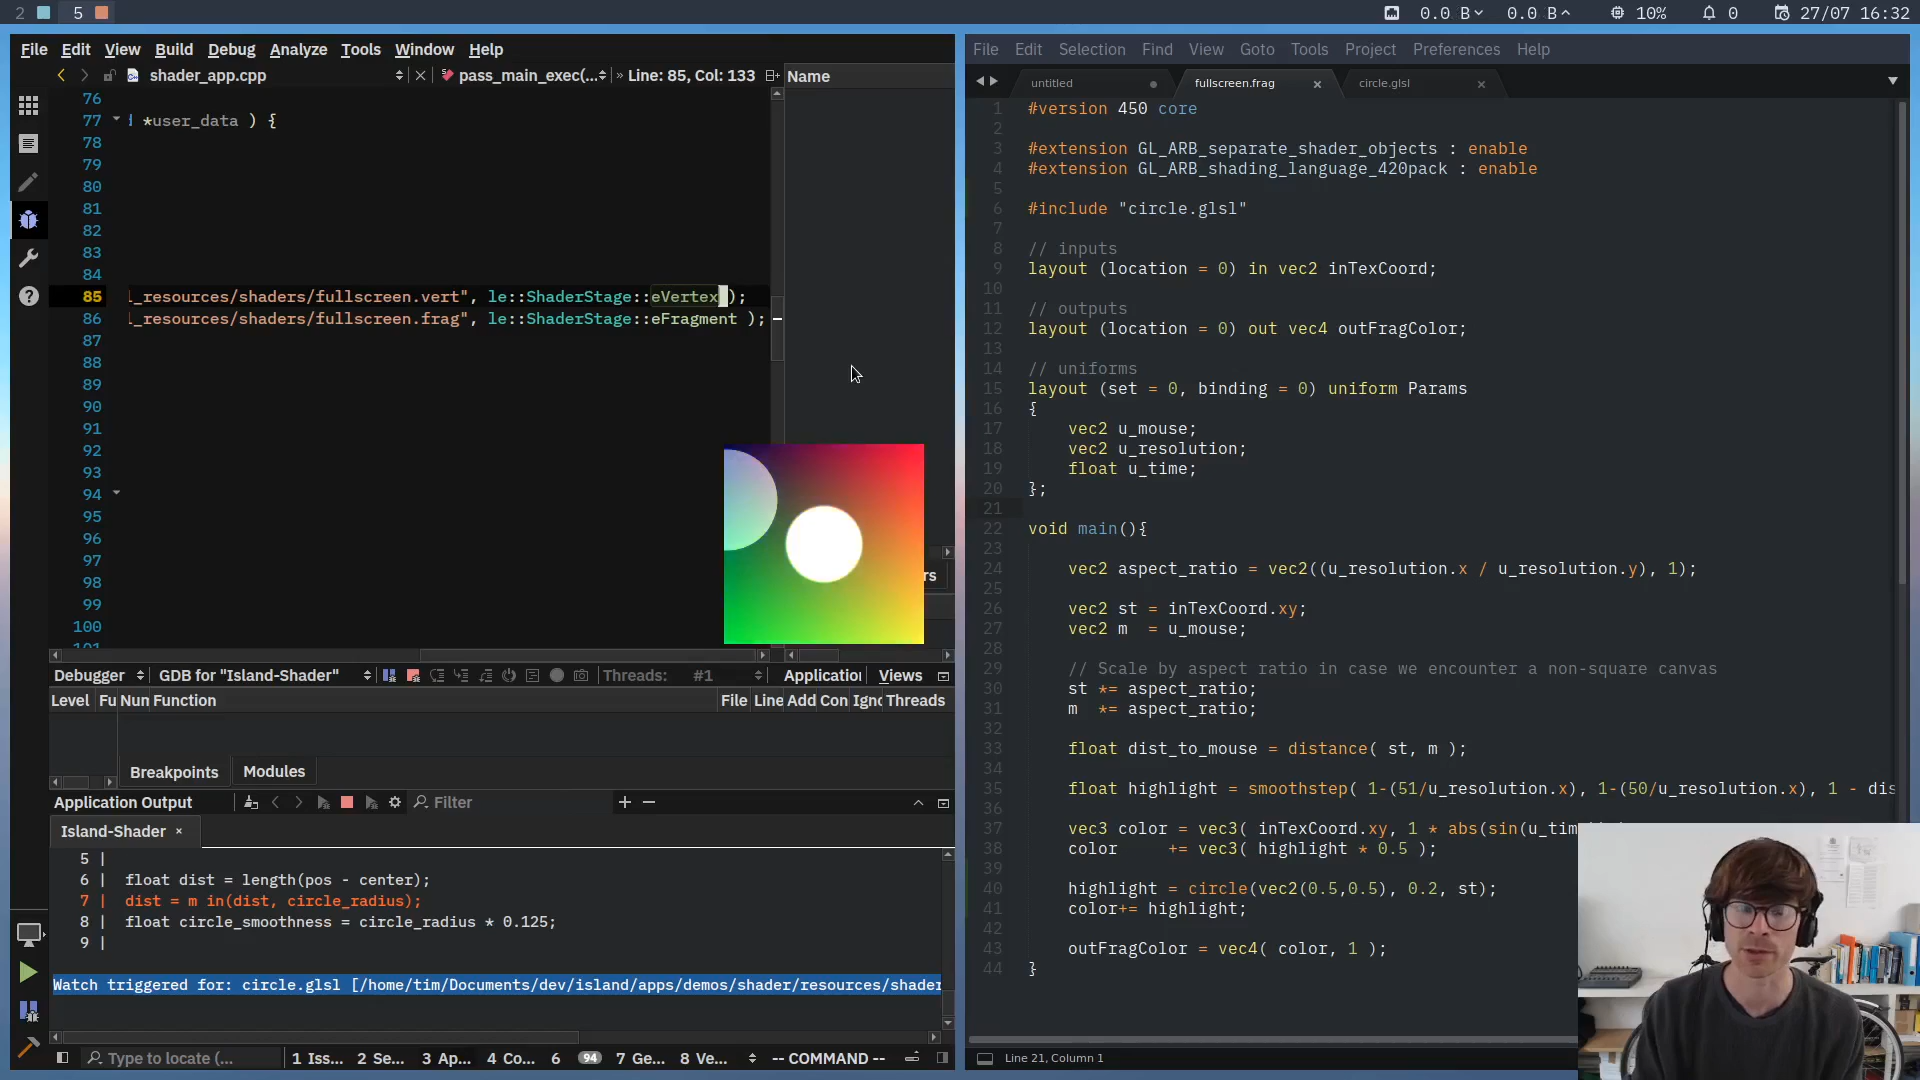 2 5 0.0 B 0.0 B 10% 0 27/07 16:32
File Edit View Build Debug Analyze Tools Window Help
shader_app.cpp pass_main_exec(... » Line: 85, Col: 133 Name
76
77 *user_data ) {
78
79
80
81
82
83
84
85 l_resources/shaders/fullscreen.vert", le::ShaderStage::eVertex );
86 l_resources/shaders/fullscreen.frag", le::ShaderStage::eFragment );
87
88
89
90
91
92
93
94
95
96
97
98
99
100
101
rs
Debugger GDB for "Island-Shader" Threads: #1 Application Views
Level Fu Nun Function File Line Add Con Igno Threads
Breakpoints Modules
Application Output Filter
Island-Shader ×
5 |
6 | float dist = length(pos - center);
7 | dist = m in(dist, circle_radius);
8 | float circle_smoothness = circle_radius * 0.125;
9 |
Watch triggered for: circle.glsl [/home/tim/Documents/dev/island/apps/demos/shader/resources/shader
Type to locate (... 1 Iss... 2 Se... 3 Ap... 4 Co... 6 94 7 Ge... 8 Ve... -- COMMAND --
File Edit Selection Find View Goto Tools Project Preferences Help
untitled fullscreen.frag × circle.glsl ×
1 #version 450 core
2
3 #extension GL_ARB_separate_shader_objects : enable
4 #extension GL_ARB_shading_language_420pack : enable
5
6 #include "circle.glsl"
7
8 // inputs
9 layout (location = 0) in vec2 inTexCoord;
10
11 // outputs
12 layout (location = 0) out vec4 outFragColor;
13
14 // uniforms
15 layout (set = 0, binding = 0) uniform Params
16 {
17 vec2 u_mouse;
18 vec2 u_resolution;
19 float u_time;
20 };
21
22 void main(){
23
24 vec2 aspect_ratio = vec2((u_resolution.x / u_resolution.y), 1);
25
26 vec2 st = inTexCoord.xy;
27 vec2 m = u_mouse;
28
29 // Scale by aspect ratio in case we encounter a non-square canvas
30 st *= aspect_ratio;
31 m *= aspect_ratio;
32
33 float dist_to_mouse = distance( st, m );
34
35 float highlight = smoothstep( 1-(51/u_resolution.x), 1-(50/u_resolution.x), 1 - dis
36
37 vec3 color = vec3( inTexCoord.xy, 1 * abs(sin(u_tim
38 color += vec3( highlight * 0.5 );
39
40 highlight = circle(vec2(0.5,0.5), 0.2, st);
41 color+= highlight;
42
43 outFragColor = vec4( color, 1 );
44 }
Line 21, Column 1